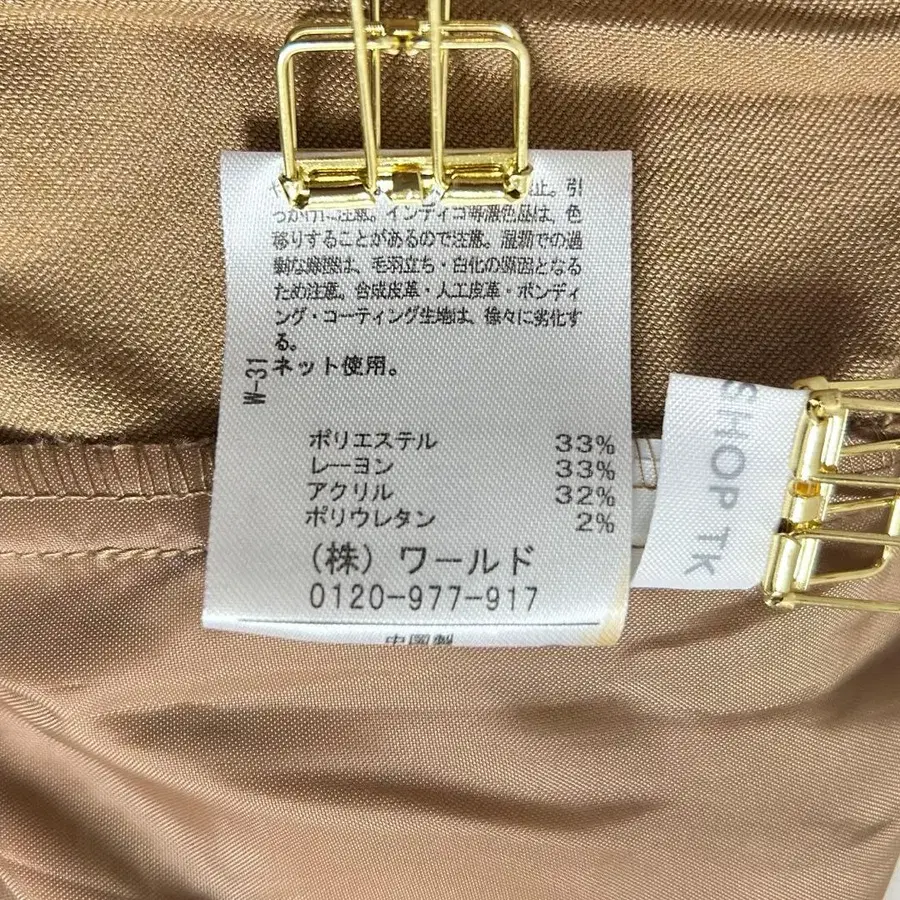 止。引
っかけに注意。インディゴ等濃色品は、色
移りすることがあるので注意。湿潤での過
剰な摩擦は、毛羽立ち・白化の原因となる
ため注意。合成皮革・人工皮革・ボンディ
ング・コーティング生地は、徐々に劣化す
る。
ネット使用。
W-31
ポリエステル 33%
レーヨン 33%
アクリル 32%
ポリウレタン 2%
(株)ワールド
0120-977-917
中国製
SHOP TK